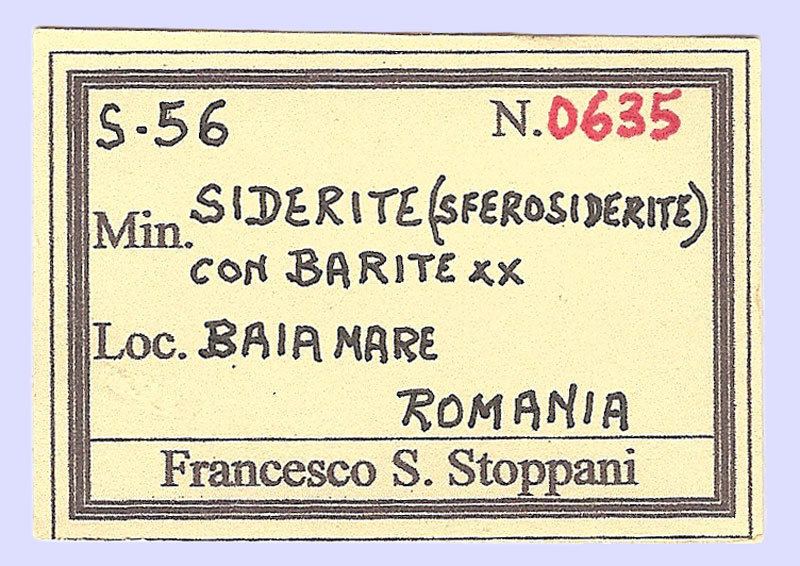 S-56 N.0635
Min. SIDERITE (SFEROSIDERITE)
CON BARITE xx
Loc. BAIA MARE
ROMANIA
Francesco S. Stoppani